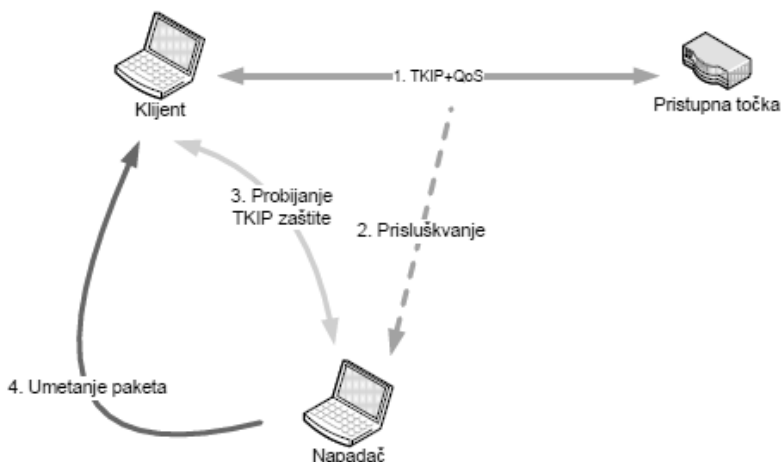 1. TKIP+QoS
Klijent
Pristupna točka
3. Probijanje
TKIP zaštite
2. Prisluškvanje
4. Umetanje paketa
Napadač